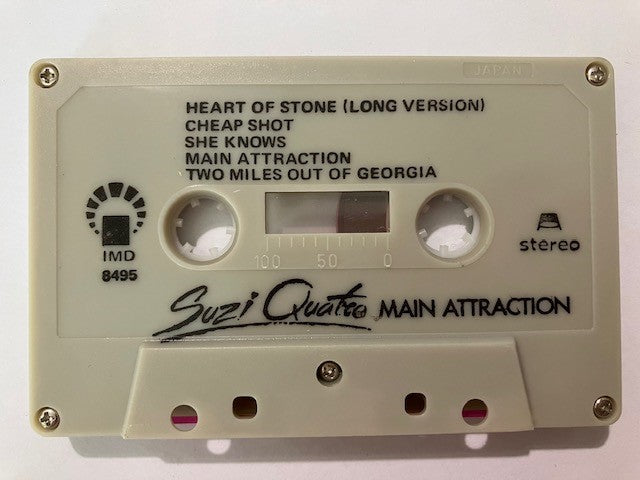 JAPAN
HEART OF STONE (LONG VERSION)
CHEAP SHOT
SHE KNOWS
MAIN ATTRACTION
TWO MILES OUT OF GEORGIA
IMD
8495
100 50 0
stereo
Suzi Quatro MAIN ATTRACTION